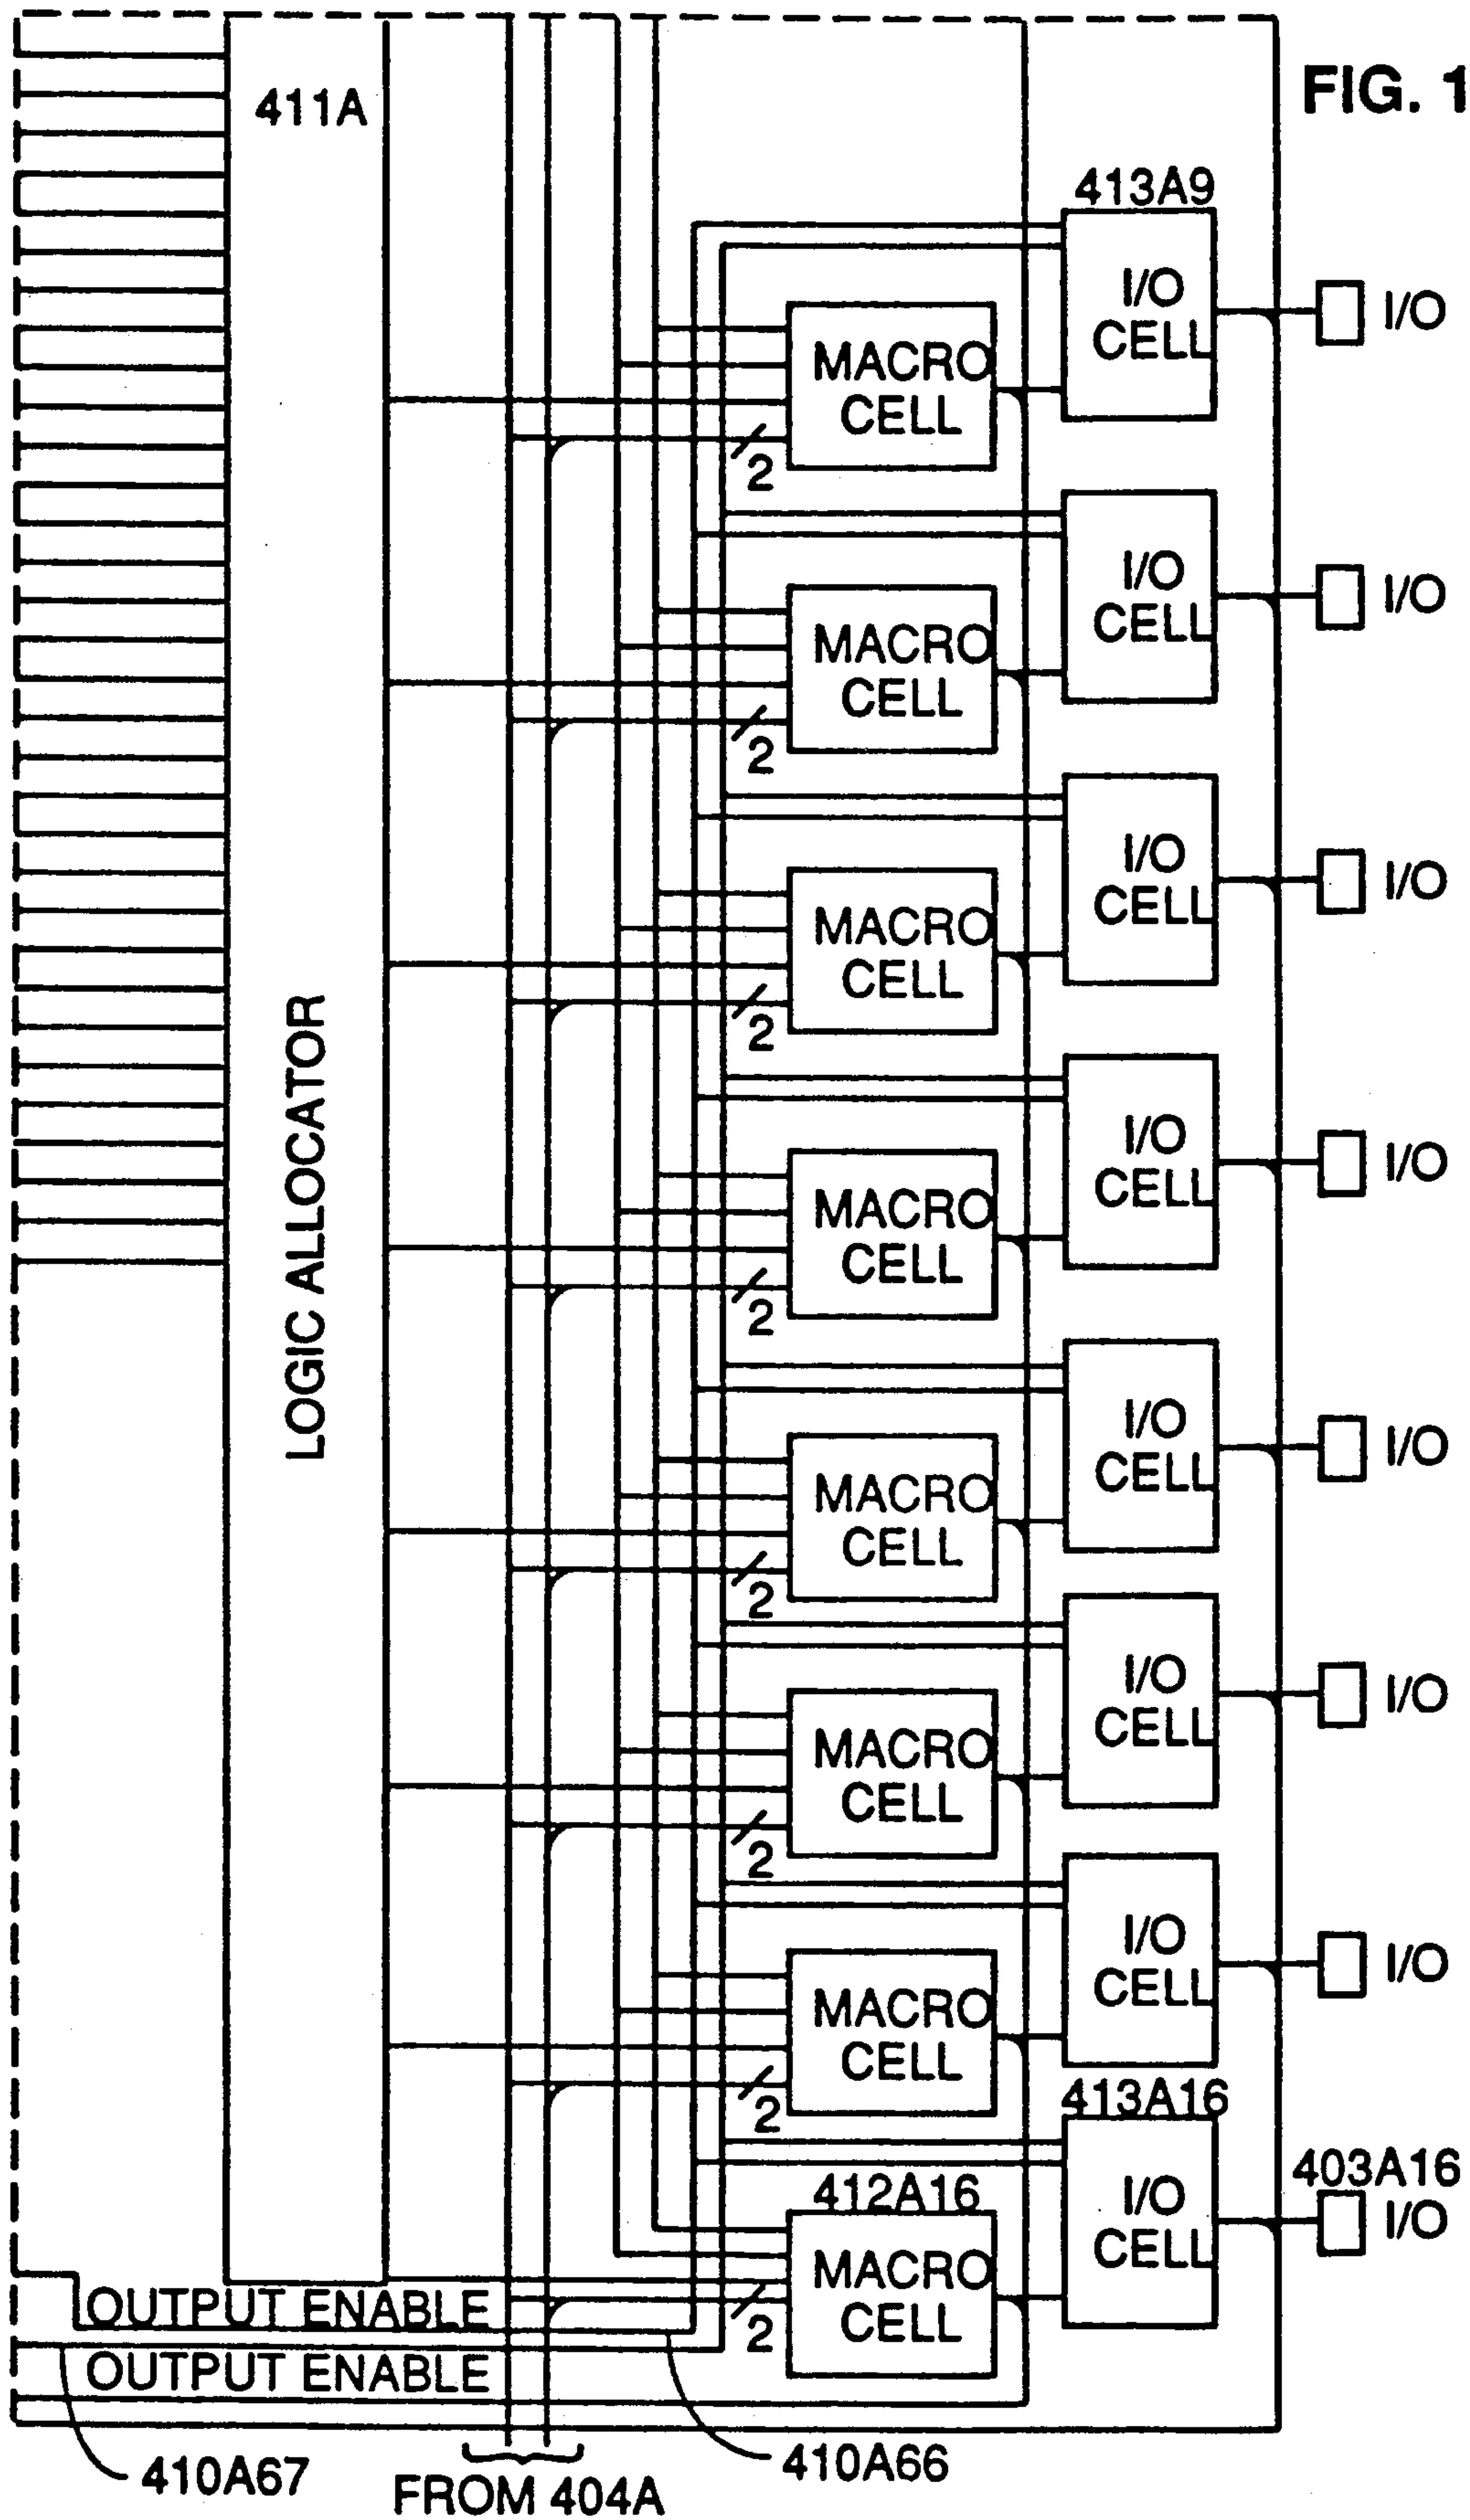 FIG. 1
411A
413A9
I/O
CELL
I/O
MACRO
CELL
2
I/O
CELL
I/O
MACRO
CELL
2
I/O
CELL
I/O
MACRO
CELL
2
LOGIC ALLOCATOR
I/O
CELL
I/O
MACRO
CELL
2
I/O
CELL
I/O
MACRO
CELL
2
I/O
CELL
I/O
MACRO
CELL
2
I/O
CELL
I/O
MACRO
CELL
2
413A16
403A16
I/O
CELL
I/O
412A16
MACRO
CELL
2
OUTPUT ENABLE
OUTPUT ENABLE
410A67
410A66
FROM 404A